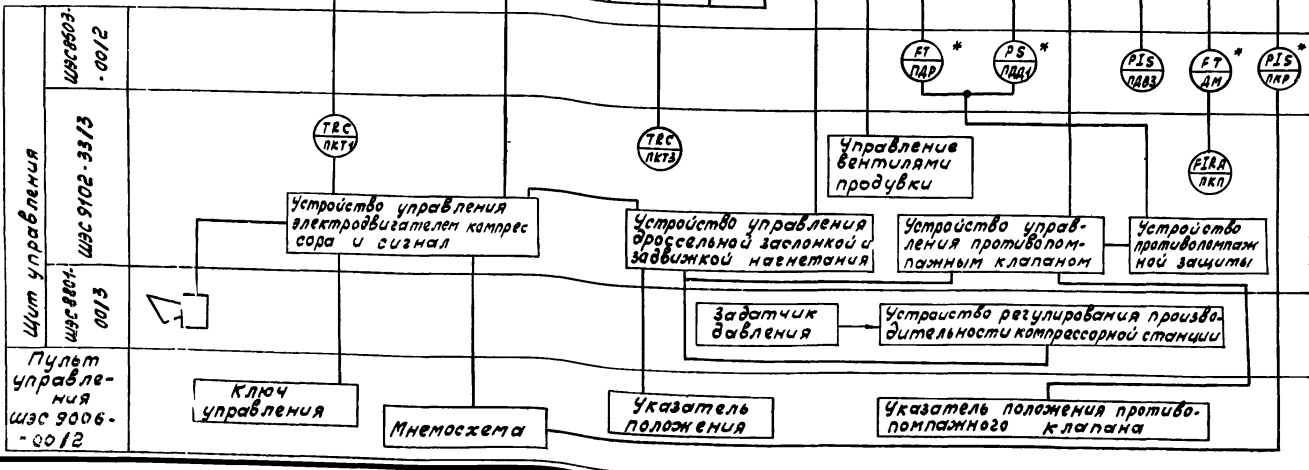 Щит управления
ШЭС8503-
-00/2
FT
ПДР
*
PS
ПДД1
*
PIS
ПДВ3
FT
ДМ
*
PIS
ПКР
*
ШЭС 9102-33/3
TRC
ПКТ1
TRC
ПКТ3
Управление
вентилями
продувки
FIRA
ПКП
Устройство управления
электродвигателем компрес
сора и сигнал
Устройство управления
дроссельной заслонкой и
задвижкой нагнетания
Устройство управ-
ления противопом-
пажным клапаном
Устройство
противопомпаж
ной защиты
ШЭС8801-
00/3
Задатчик
давления
Устройство регулирования произво-
дительности компрессорной станции
Пульт
управле-
ния
ШЭС 9006-
-00/2
Ключ
управления
Мнемосхема
Указатель
положения
Указатель положения противо-
помпажного клапана